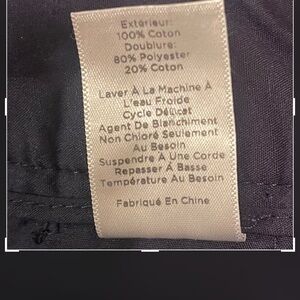 Extérieur:
100% Coton
Doublure:
80% Polyester
20% Coton
Laver À La Machine À
L'eau Froide
Cycle Délicat
Agent De Blanchiment
Non Chloré Seulement
Au Besoin
Suspendre À Une Corde
Repasser À Basse
Température Au Besoin
Fabriqué En Chine